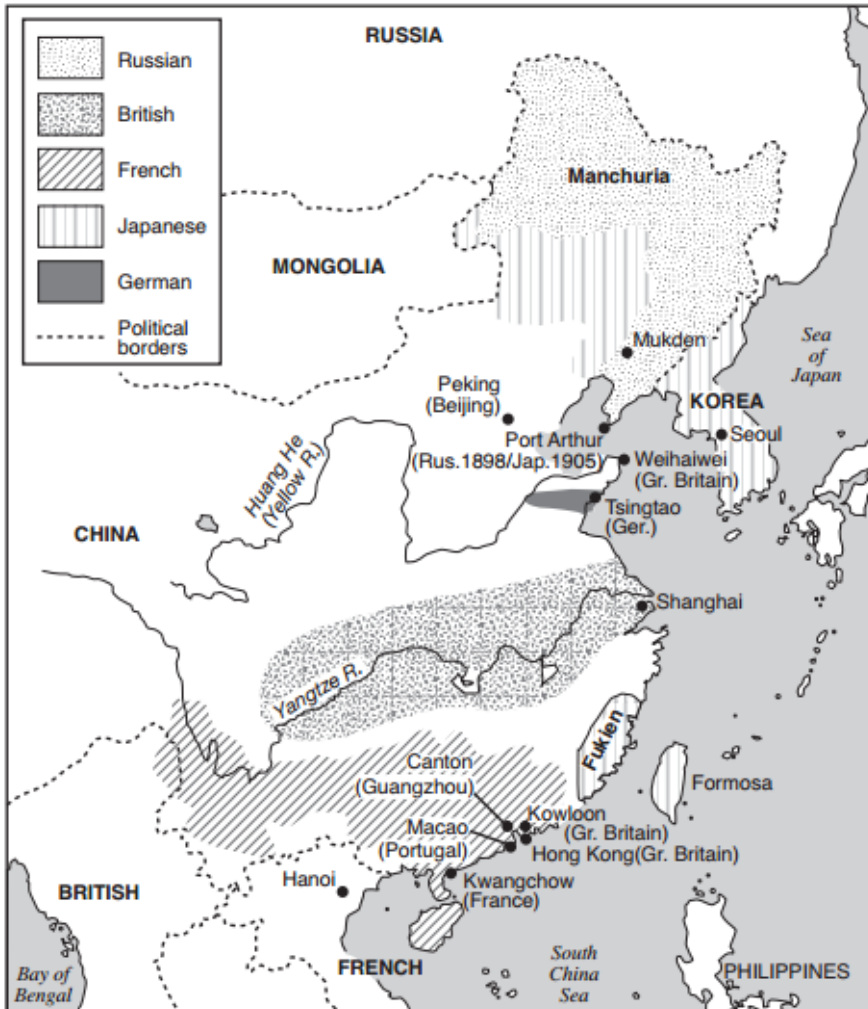 Russian
British
French
Japanese
German
Political
borders
RUSSIA
Manchuria
MONGOLIA
Mukden
Sea
of
Japan
Peking
(Beijing)
KOREA
Port Arthur
(Rus.1898/Jap.1905)
Seoul
Weihaiwei
(Gr. Britain)
Huang He
(Yellow R.)
Tsingtao
(Ger.)
CHINA
Shanghai
Yangtze R.
Fukien
Formosa
Canton
(Guangzhou)
Macao
(Portugal)
Kowloon
(Gr. Britain)
Hong Kong(Gr. Britain)
Kwangchow
(France)
Hanoi
BRITISH
FRENCH
Bay of
Bengal
South
China
Sea
PHILIPPINES